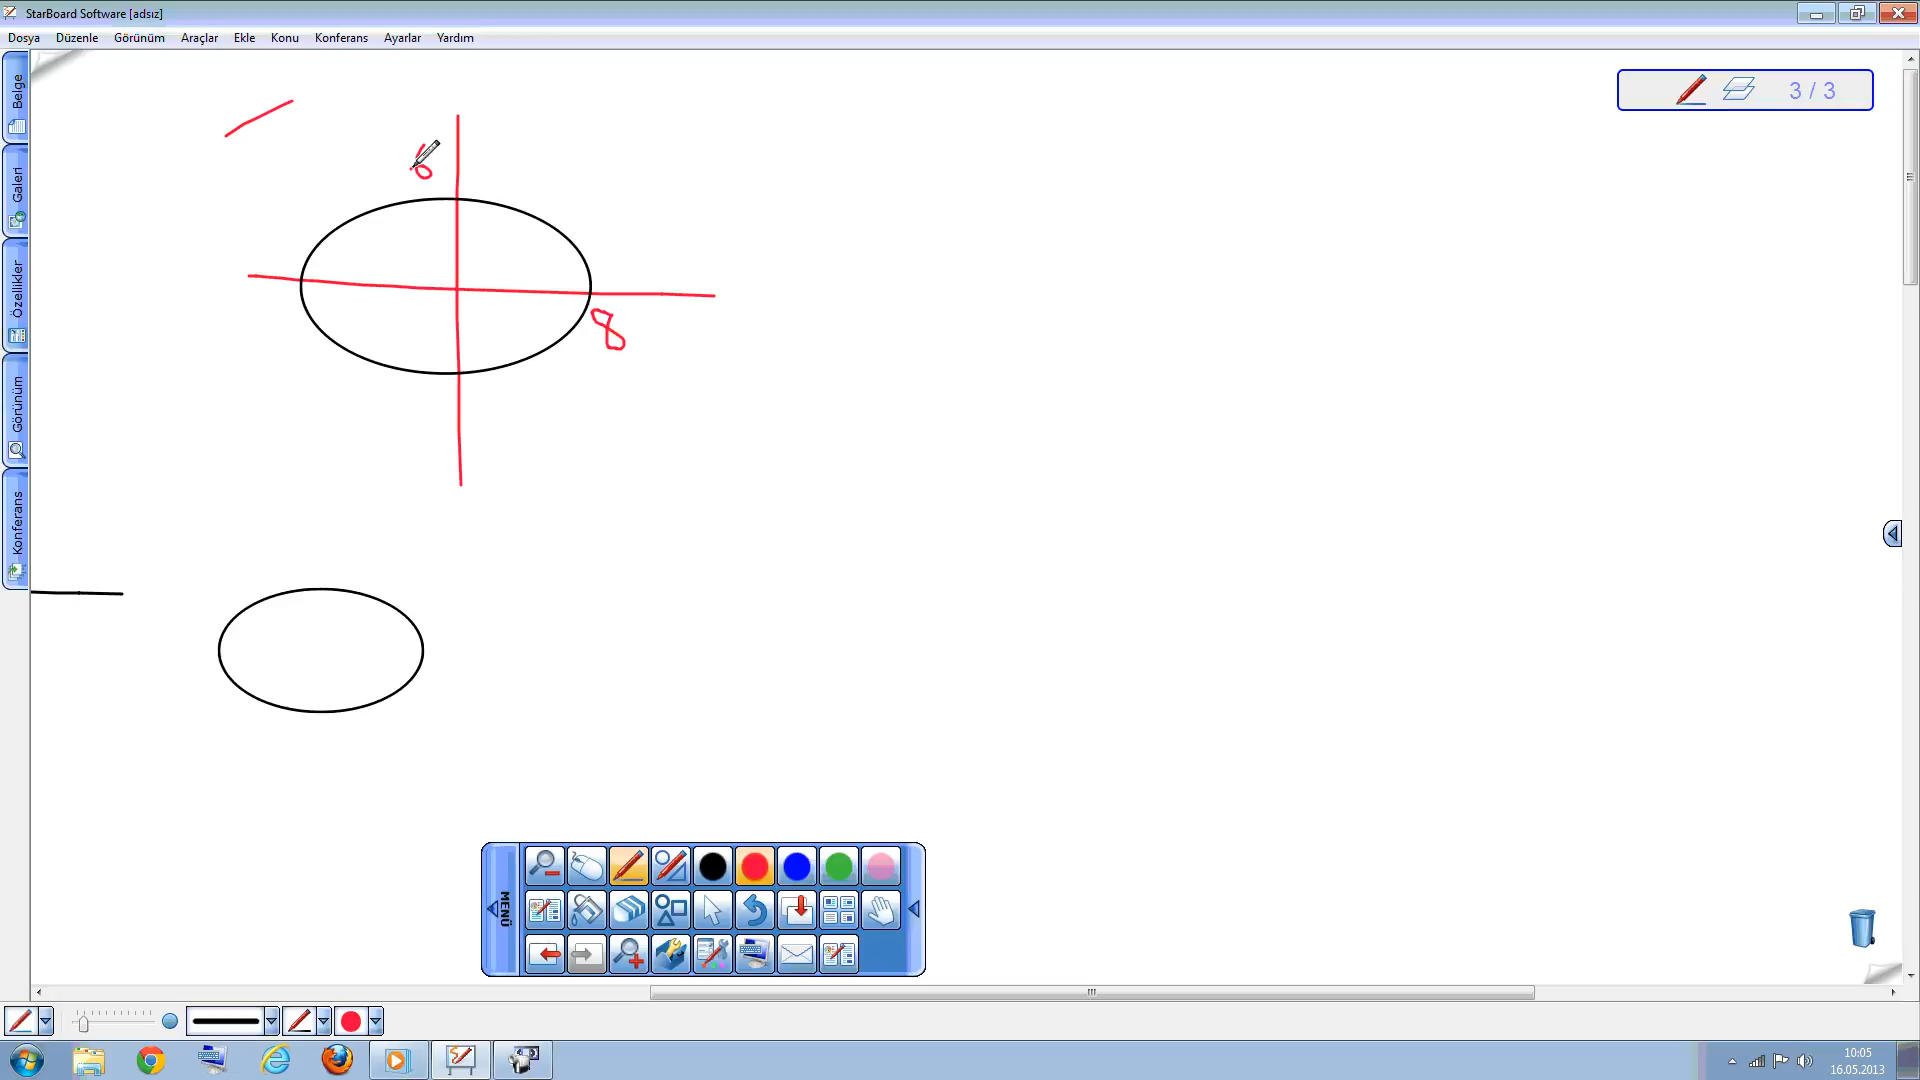 StarBoard Software [adsız]
Dosya Düzenle Görünüm Araçlar Ekle Konu Konferans Ayarlar Yardım
Belge
Galeri
Özellikler
Görünüm
Konferans
3 / 3
6
8
MENÜ
10:05
16.05.2013